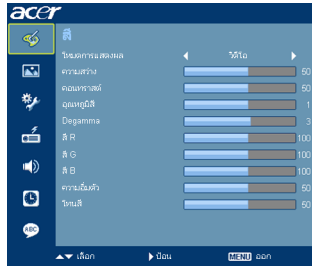 acer
สี
โหมดการแสดงผล วิดีโอ
ความสว่าง 50
คอนทราสต์ 50
อุณหภูมิสี 1
Degamma 3
สี R 100
สี G 100
สี B 100
ความอิ่มตัว 50
โทนสี 50
ABC
เลือก ป้อน MENU ออก